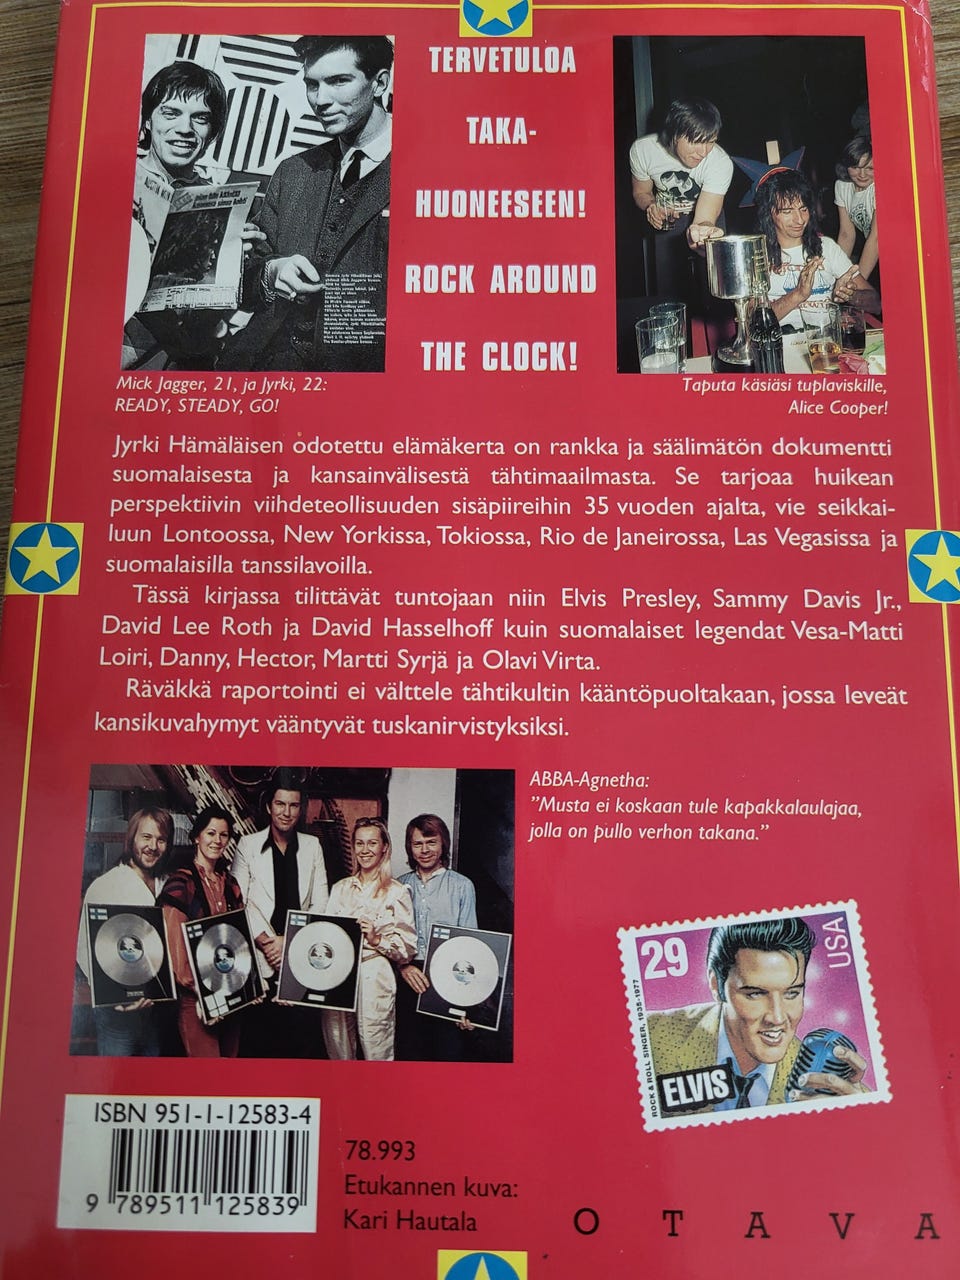 TERVETULOA
TAKA-
HUONEESEEN!
ROCK AROUND
THE CLOCK!
Mick Jagger, 21, ja Jyrki, 22:
READY, STEADY, GO!
Taputa käsiäsi tuplaviskille,
Alice Cooper!
Jyrki Hämäläisen odotettu elämäkerta on rankka ja säälimätön dokumentti
suomalaisesta ja kansainvälisestä tähtimaailmasta. Se tarjoaa huikean
perspektiivin viihdeteollisuuden sisäpiireihin 35 vuoden ajalta, vie seikkai-
luun Lontoossa, New Yorkissa, Tokiossa, Rio de Janeirossa, Las Vegasissa ja
suomalaisilla tanssilavoilla.
Tässä kirjassa tilittävät tuntojaan niin Elvis Presley, Sammy Davis Jr.,
David Lee Roth ja David Hasselhoff kuin suomalaiset legendat Vesa-Matti
Loiri, Danny, Hector, Martti Syrjä ja Olavi Virta.
Räväkkä raportointi ei välttele tähtikultin kääntöpuoltakaan, jossa leveät
kansikuvahymyt vääntyvät tuskanirvistyksiksi.
ABBA-Agnetha:
"Musta ei koskaan tule kapakkalaulajaa,
jolla on pullo verhon takana."
29
USA
ROCK & ROLL SINGER, 1935-1977
ELVIS
ISBN 951-1-12583-4
9 789511 125839
78.993
Etukannen kuva:
Kari Hautala
OTAVA